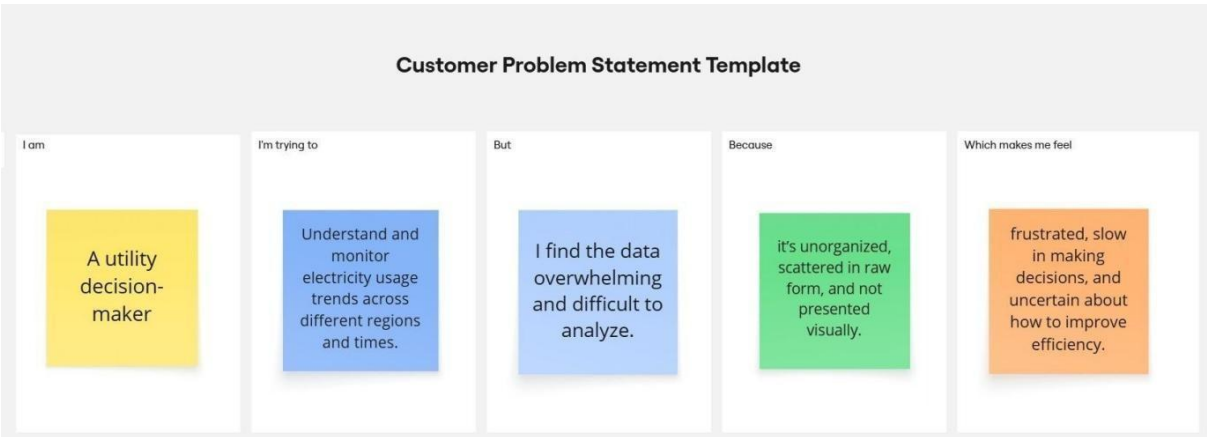 Customer Problem Statement Template
I am
A utility
decision-
maker
I'm trying to
Understand and
monitor
electricity usage
trends across
different regions
and times.
But
I find the data
overwhelming
and difficult to
analyze.
Because
it's unorganized,
scattered in raw
form, and not
presented
visually.
Which makes me feel
frustrated, slow
in making
decisions, and
uncertain about
how to improve
efficiency.